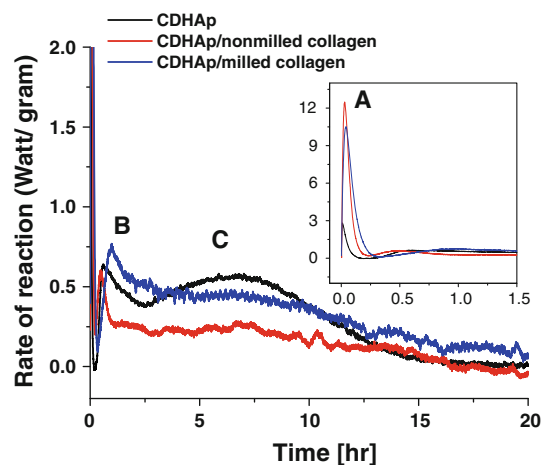 CDHAp
CDHAp/nonmilled collagen
CDHAp/milled collagen
Rate of reaction (Watt/ gram)
2.0
1.5
1.0
0.5
0.0
B
C
A
12
9
6
3
0
0.0 0.5 1.0 1.5
0 5 10 15 20
Time [hr]